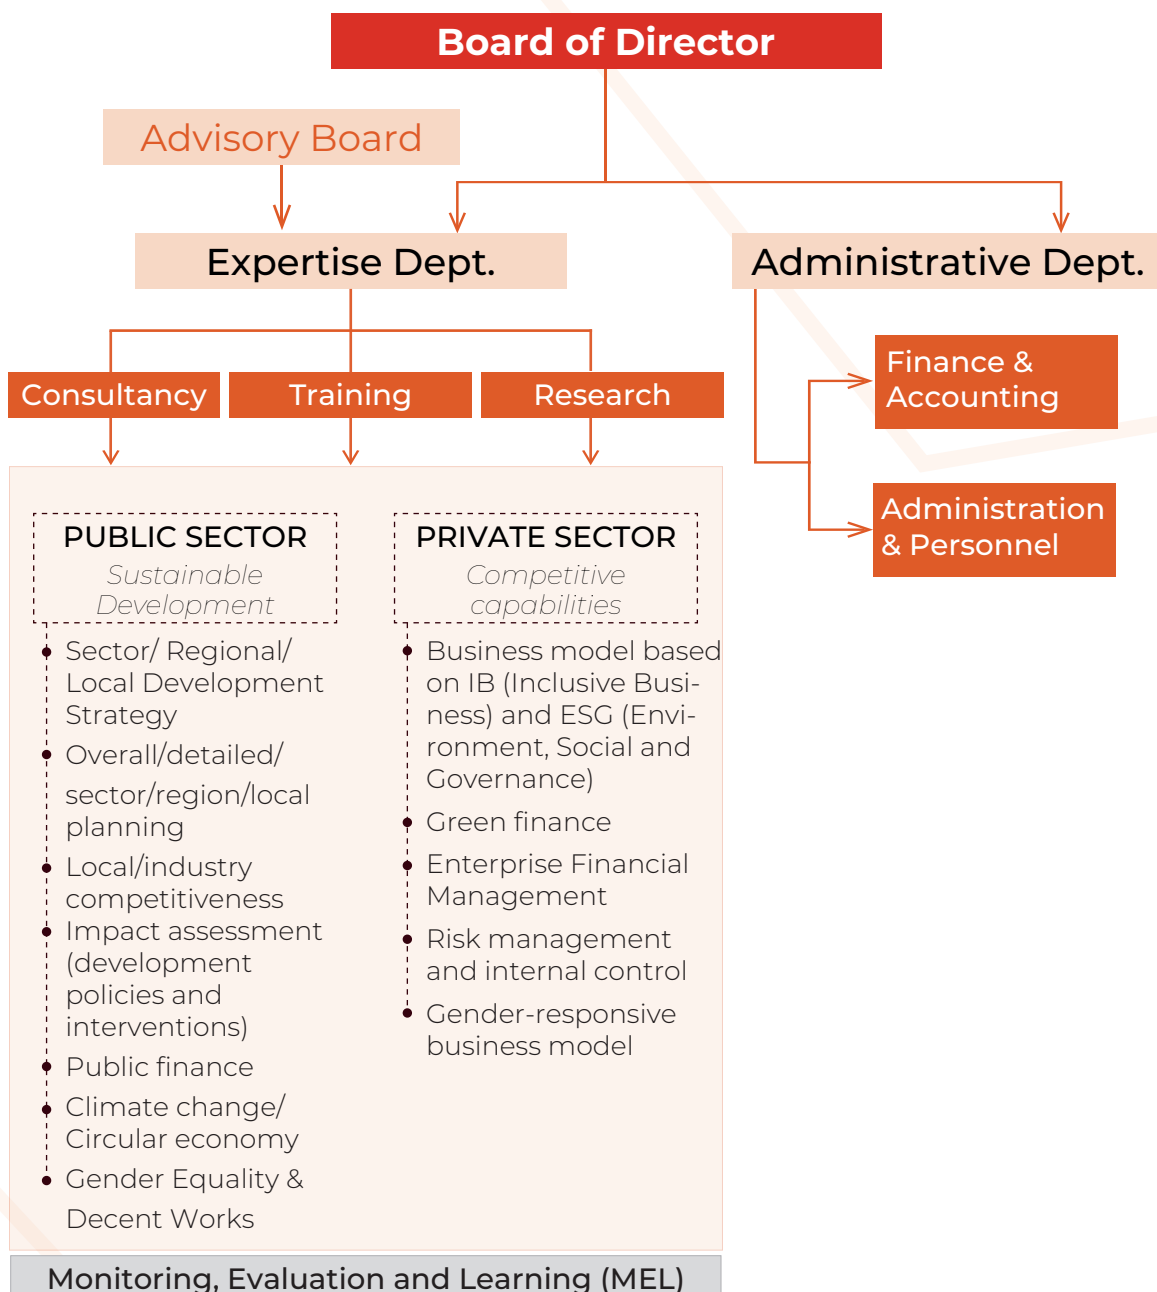 Board of Director
Advisory Board
Expertise Dept.
Administrative Dept.
Consultancy
Training
Research
Finance &
Accounting
Administration
& Personnel
PUBLIC SECTOR
Sustainable
Development
Sector/ Regional/
Local Development
Strategy
Overall/detailed/
sector/region/local
planning
Local/industry
competitiveness
Impact assessment
(development
policies and
interventions)
Public finance
Climate change/
Circular economy
Gender Equality &
Decent Works
PRIVATE SECTOR
Competitive
capabilities
Business model based
on IB (Inclusive Busi-
ness) and ESG (Envi-
ronment, Social and
Governance)
Green finance
Enterprise Financial
Management
Risk management
and internal control
Gender-responsive
business model
Monitoring, Evaluation and Learning (MEL)